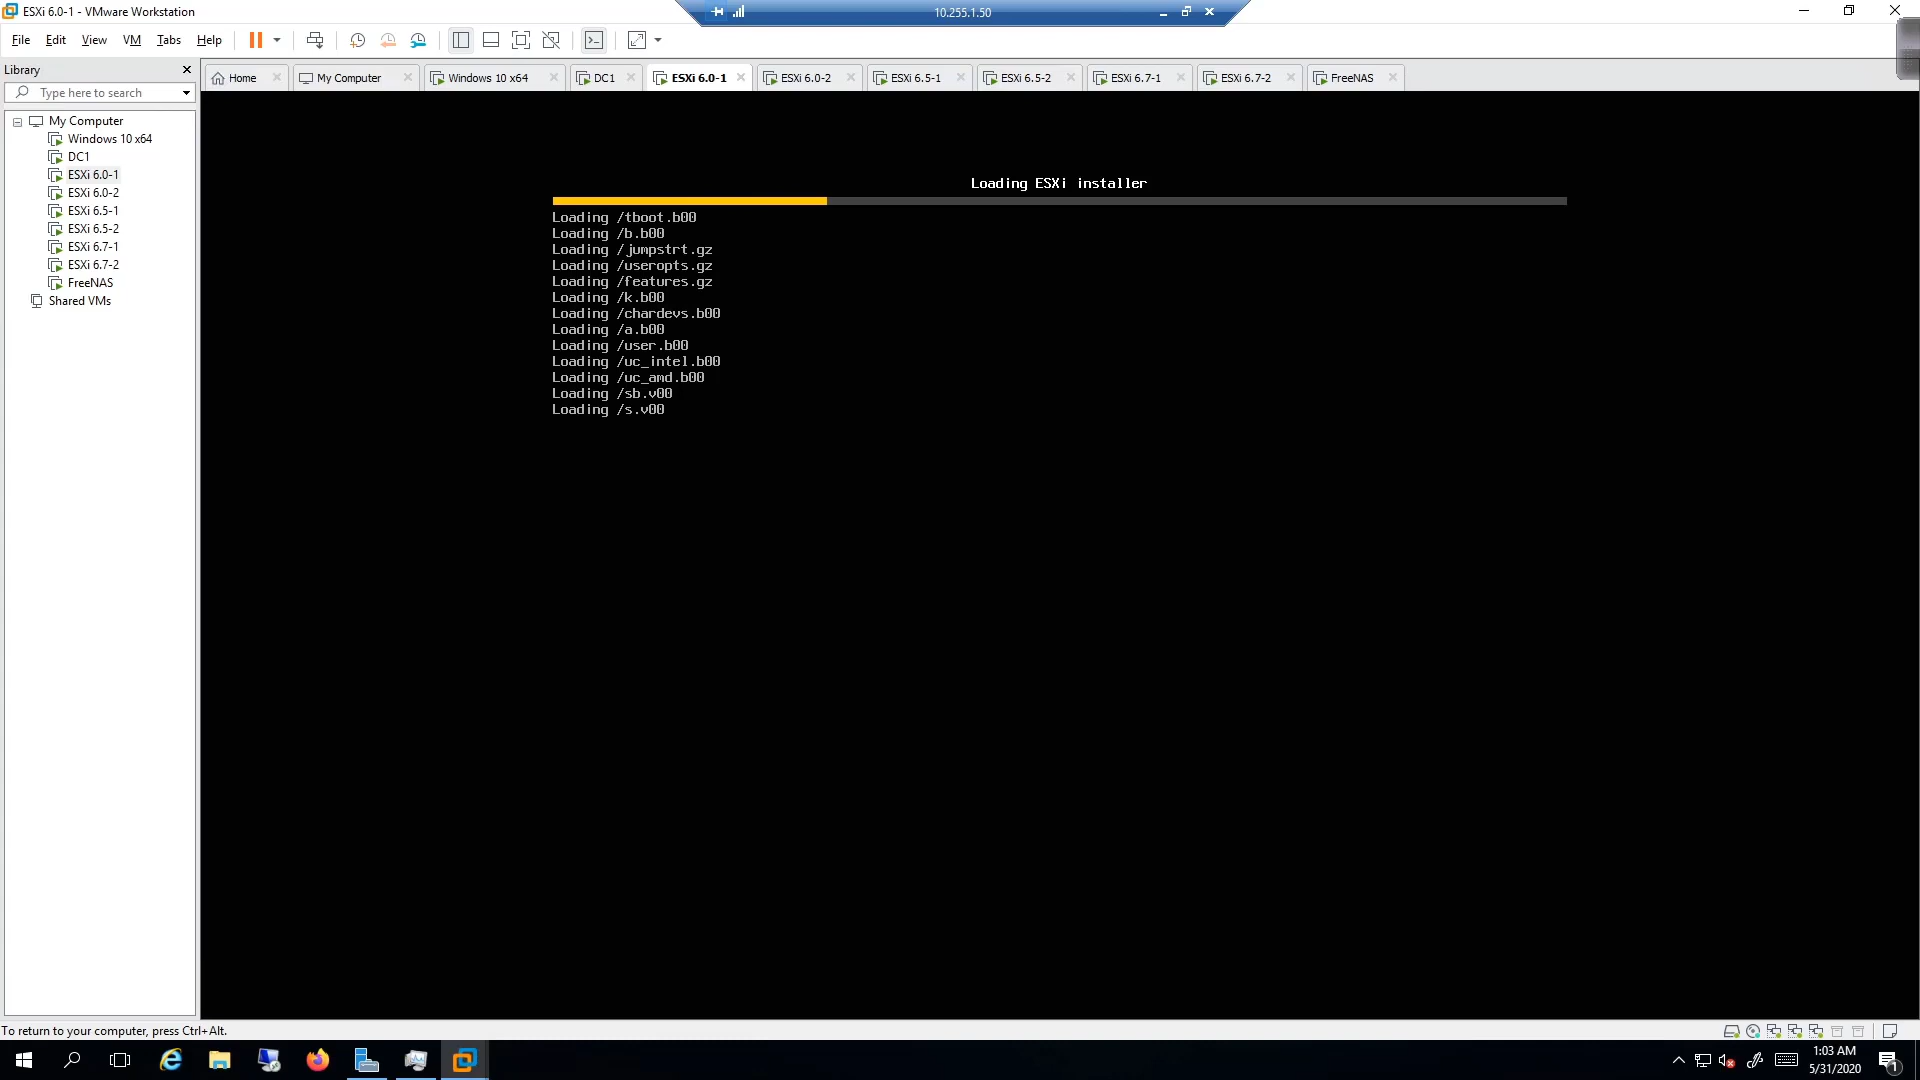 ESXi 6.0-1 - VMware Workstation
10.255.1.50
File Edit View VM Tabs Help
Library
Type here to search
Home
My Computer
Windows 10 x64
DC1
ESXi 6.0-1
ESXi 6.0-2
ESXi 6.5-1
ESXi 6.5-2
ESXi 6.7-1
ESXi 6.7-2
FreeNAS
My Computer
Windows 10 x64
DC1
ESXi 6.0-1
ESXi 6.0-2
ESXi 6.5-1
ESXi 6.5-2
ESXi 6.7-1
ESXi 6.7-2
FreeNAS
Shared VMs
Loading ESXi installer
Loading /tboot.b00
Loading /b.b00
Loading /jumpstrt.gz
Loading /useropts.gz
Loading /features.gz
Loading /k.b00
Loading /chardevs.b00
Loading /a.b00
Loading /user.b00
Loading /uc_intel.b00
Loading /uc_amd.b00
Loading /sb.v00
Loading /s.v00
To return to your computer, press Ctrl+Alt.
1:03 AM
5/31/2020
1